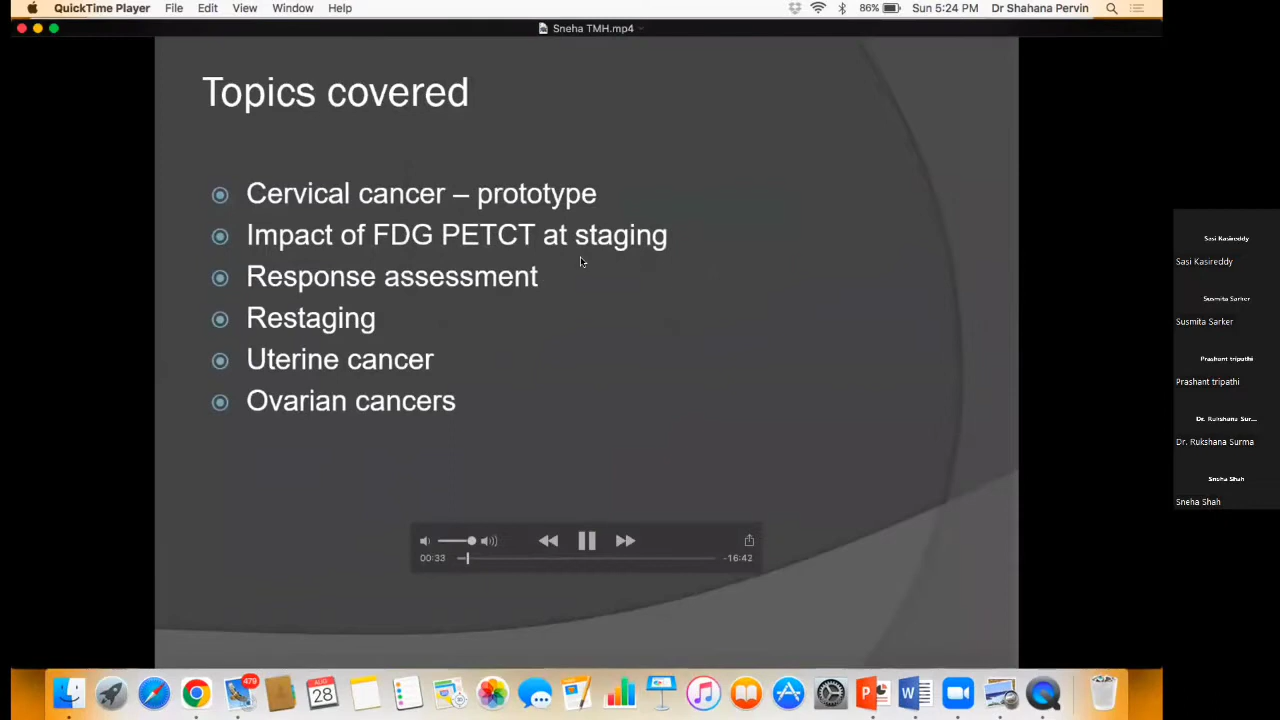 QuickTime Player File Edit View Window Help 86% Sun 5:24 PM Dr Shahana Pervin
Sneha TMH.mp4
Topics covered
Cervical cancer – prototype
Impact of FDG PETCT at staging
Response assessment
Restaging
Uterine cancer
Ovarian cancers
00:33 -16:42
Sasi Kasireddy
Sasi Kasireddy
Susmita Sarker
Susmita Sarker
Prashant tripathi
Prashant tripathi
Dr. Rukshana Sur...
Dr. Rukshana Surma
Sneha Shah
Sneha Shah
479
AUG
28